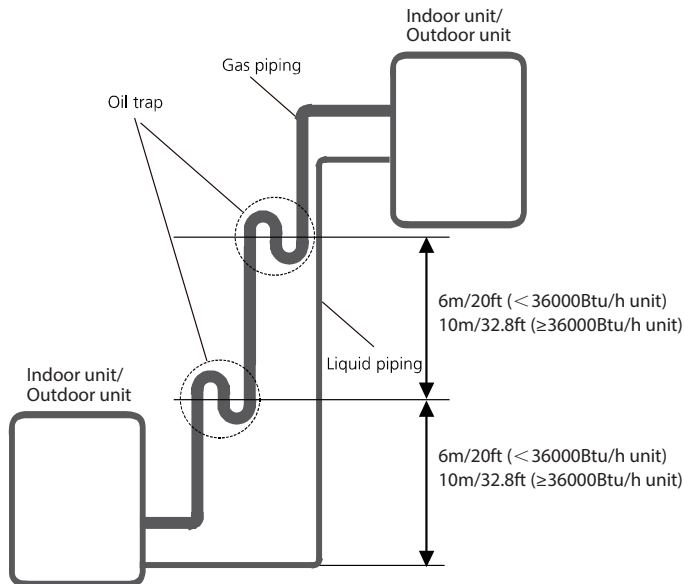 Indoor unit/
Outdoor unit
Gas piping
Oil trap
6m/20ft (<36000Btu/h unit)
10m/32.8ft (≥36000Btu/h unit)
Liquid piping
Indoor unit/
Outdoor unit
6m/20ft (<36000Btu/h unit)
10m/32.8ft (≥36000Btu/h unit)